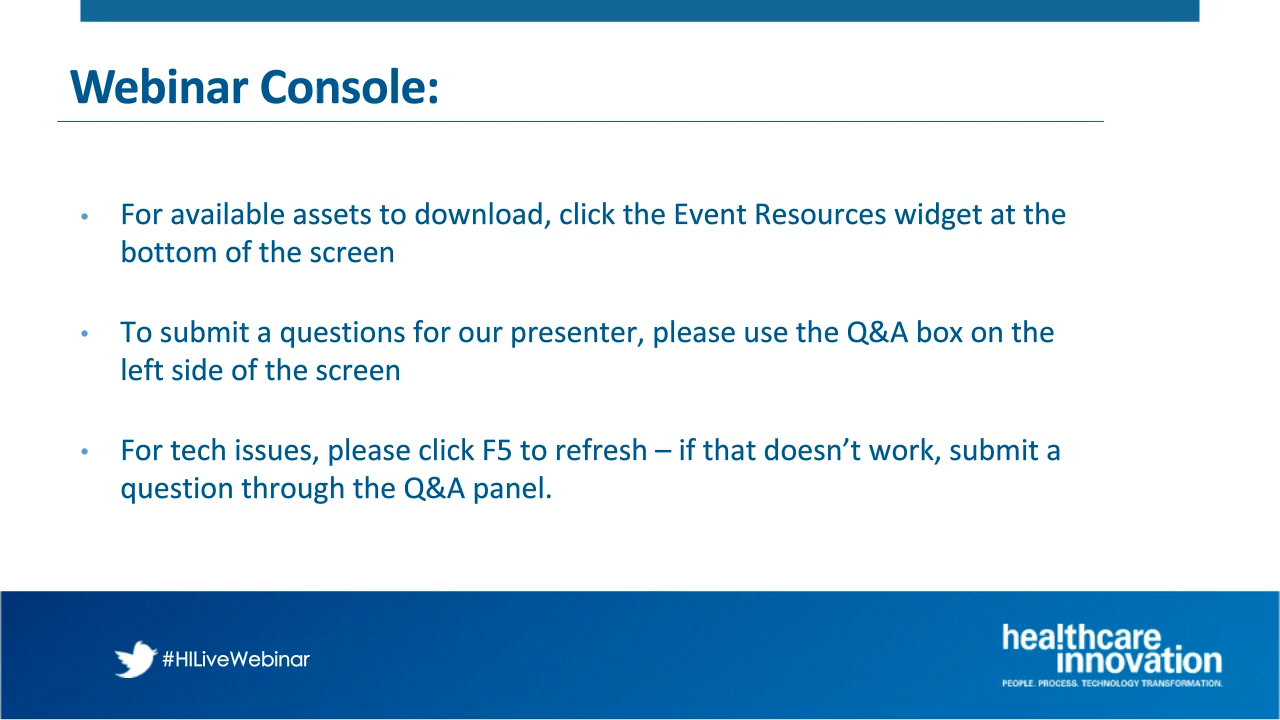 Webinar Console:
• For available assets to download, click the Event Resources widget at the
bottom of the screen
• To submit a questions for our presenter, please use the Q&A box on the
left side of the screen
• For tech issues, please click F5 to refresh – if that doesn’t work, submit a
question through the Q&A panel.
#HILiveWebinar
healthcare
innovation
PEOPLE. PROCESS. TECHNOLOGY TRANSFORMATION.